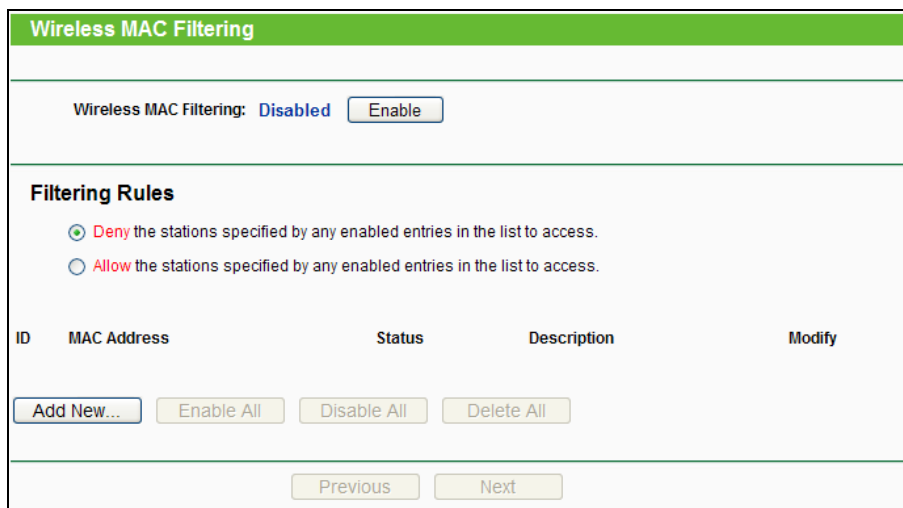 Wireless MAC Filtering
Wireless MAC Filtering: Disabled Enable
Filtering Rules
Deny the stations specified by any enabled entries in the list to access.
Allow the stations specified by any enabled entries in the list to access.
ID MAC Address Status Description Modify
Add New... Enable All Disable All Delete All
Previous Next